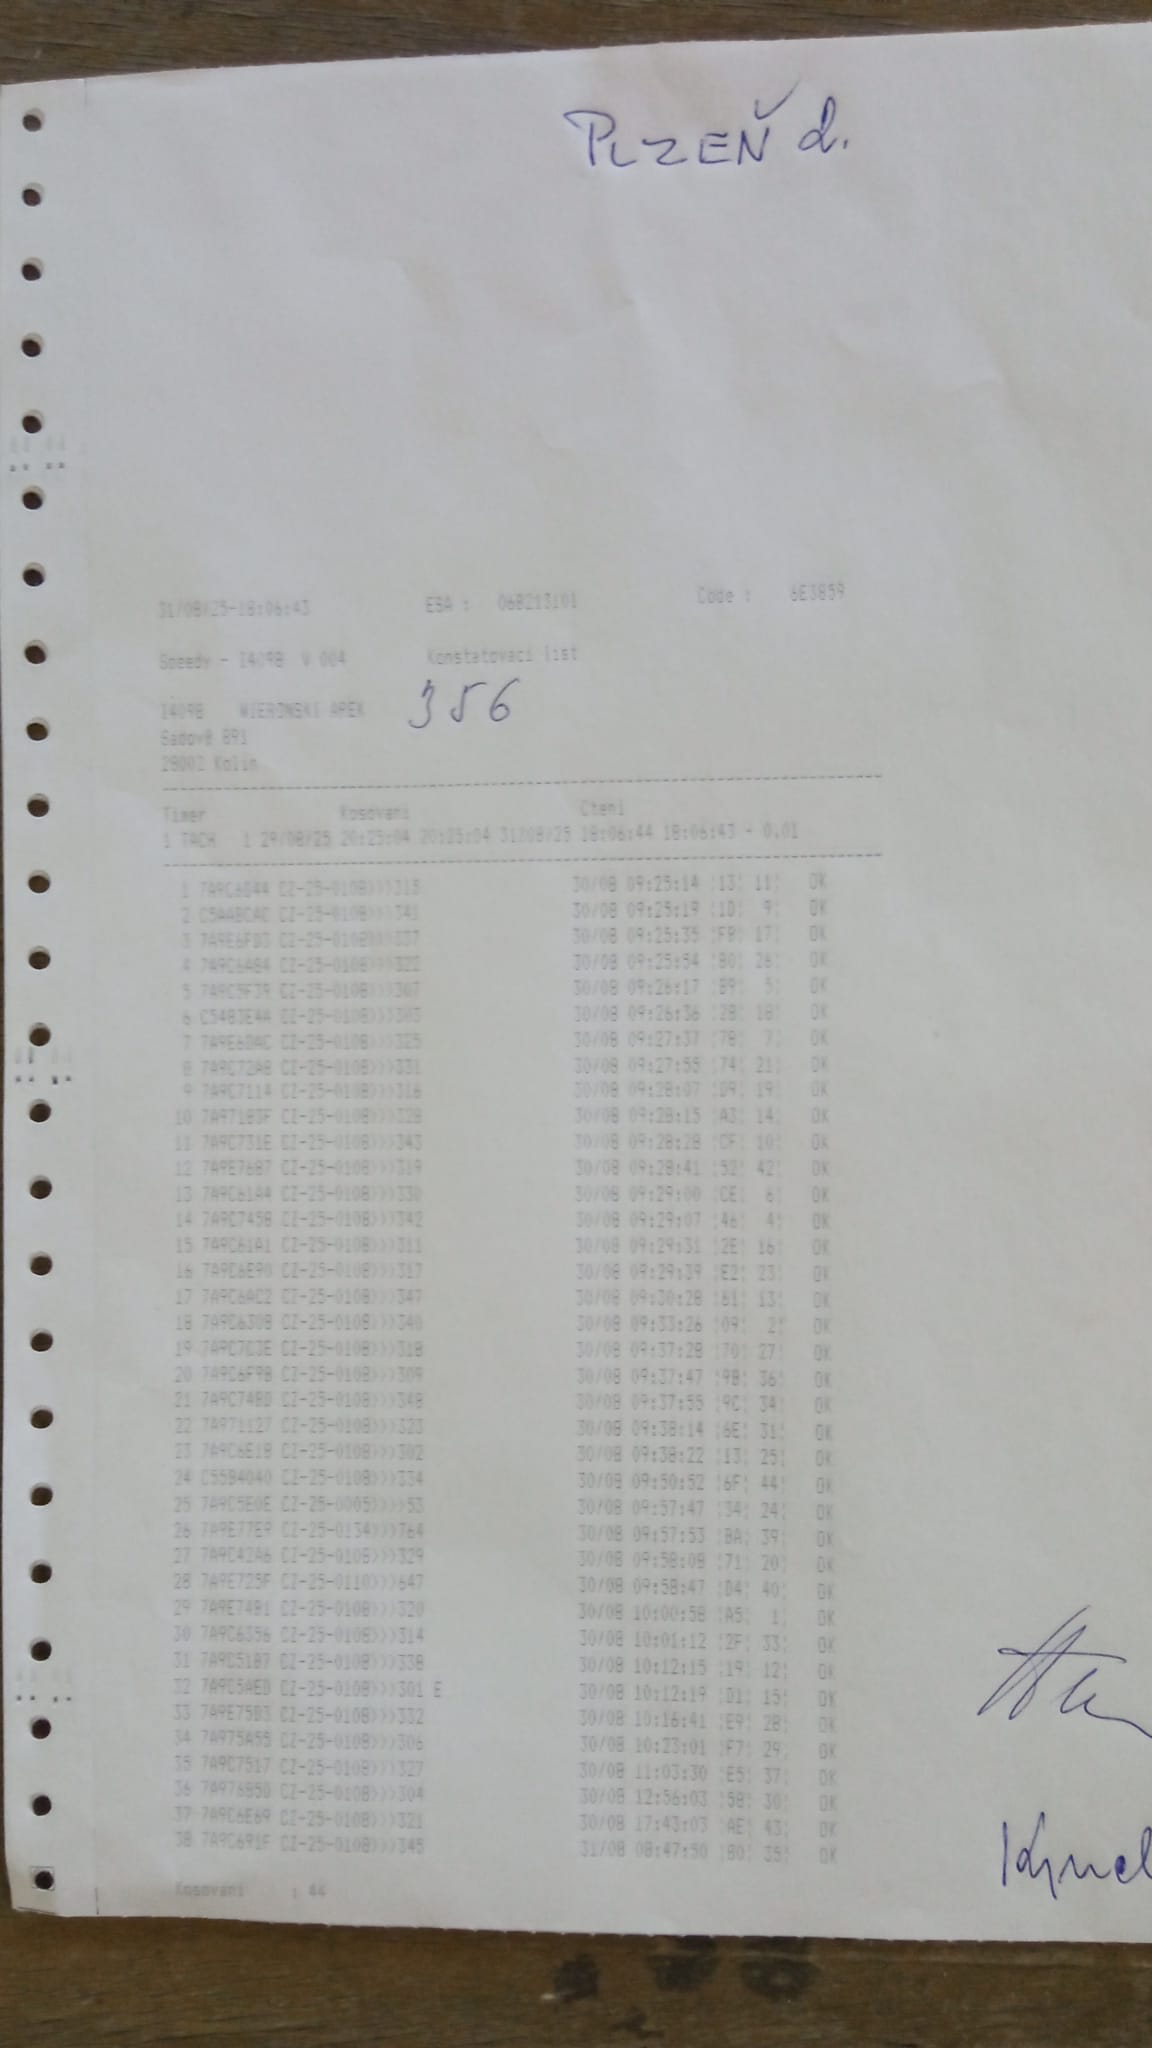 PLZEŇ d.
31/08/25-18:06:43 ESA : 06B213101 Code : 6E3859
Speedy - I409B V 004 Konstatovaci list
I409B WIERONSKI AREK 356
Sadov@ 891
28002 Kolin
Timer Kosovani Cteni
1 TACH 1 29/08/25 20:25:04 20:25:04 31/08/25 18:06:44 18:06:43 - 0.01
1 7A9C6D44 CZ-25-0108)))315 30/08 09:25:14 |13| 11| OK
2 C5AABCAC CZ-25-0108)))341 30/08 09:25:19 |1D| 9| OK
3 7A9E6FD3 CZ-25-0108)))337 30/08 09:25:35 |FB| 17| OK
4 7A9C6A84 CZ-25-0108)))322 30/08 09:25:54 |80| 26| OK
5 7A9C5F39 CZ-25-0108)))307 30/08 09:26:17 |B9| 5| OK
6 C54B3E4A CZ-25-0108)))303 30/08 09:26:36 |28| 18| OK
7 7A9E6DAC CZ-25-0108)))325 30/08 09:27:37 |7B| 7| OK
8 7A9C72A8 CZ-25-0108)))331 30/08 09:27:55 |74| 21| OK
9 7A9C7114 CZ-25-0108)))316 30/08 09:28:07 |D9| 19| OK
10 7A97183F CZ-25-0108)))328 30/08 09:28:15 |A3| 14| OK
11 7A9C731E CZ-25-0108)))343 30/08 09:28:28 |CF| 10| OK
12 7A9E7687 CZ-25-0108)))319 30/08 09:28:41 |52| 42| OK
13 7A9C61A4 CZ-25-0108)))330 30/08 09:29:00 |CE| 6| OK
14 7A9C745B CZ-25-0108)))342 30/08 09:29:07 |46| 4| OK
15 7A9C61A1 CZ-25-0108)))311 30/08 09:29:31 |2E| 16| OK
16 7A9C6E90 CZ-25-0108)))317 30/08 09:29:39 |E2| 23| OK
17 7A9C6AC2 CZ-25-0108)))347 30/08 09:30:28 |61| 13| OK
18 7A9C6308 CZ-25-0108)))340 30/08 09:33:26 |09| 2| OK
19 7A9C7C3E CZ-25-0108)))318 30/08 09:37:28 |70| 27| OK
20 7A9C6F9B CZ-25-0108)))309 30/08 09:37:47 |9B| 36| OK
21 7A9C748D CZ-25-0108)))348 30/08 09:37:55 |9C| 34| OK
22 7A971127 CZ-25-0108)))323 30/08 09:38:14 |6E| 31| OK
23 7A9C6E18 CZ-25-0108)))302 30/08 09:38:22 |13| 25| OK
24 C55B4040 CZ-25-0108)))334 30/08 09:50:52 |6F| 44| OK
25 7A9C5E0E CZ-25-0005))))53 30/08 09:57:47 |34| 24| OK
26 7A9E77E9 CZ-25-0134)))764 30/08 09:57:53 |BA| 39| OK
27 7A9C42A6 CZ-25-0108)))329 30/08 09:58:09 |71| 20| OK
28 7A9E725F CZ-25-0110)))647 30/08 09:58:47 |D4| 40| OK
29 7A9E7481 CZ-25-0108)))320 30/08 10:00:58 |A5| 1| OK
30 7A9C6356 CZ-25-0108)))314 30/08 10:01:12 |2F| 33| OK
31 7A9C5187 CZ-25-0108)))338 30/08 10:12:15 |19| 12| OK
32 7A9C5AED CZ-25-0108)))301 E 30/08 10:12:19 |D1| 15| OK
33 7A9E75D3 CZ-25-0108)))332 30/08 10:16:41 |E9| 28| OK
34 7A975A55 CZ-25-0108)))306 30/08 10:23:01 |F7| 29| OK
35 7A9C7517 CZ-25-0108)))327 30/08 11:03:30 |E5| 37| OK
36 7A976B50 CZ-25-0108)))304 30/08 12:56:03 |58| 30| OK
37 7A9C6E69 CZ-25-0108)))321 30/08 17:43:03 |AE| 43| OK
38 7A9C691F CZ-25-0108)))345 31/08 08:47:50 |80| 35| OK
Kosovani : 44